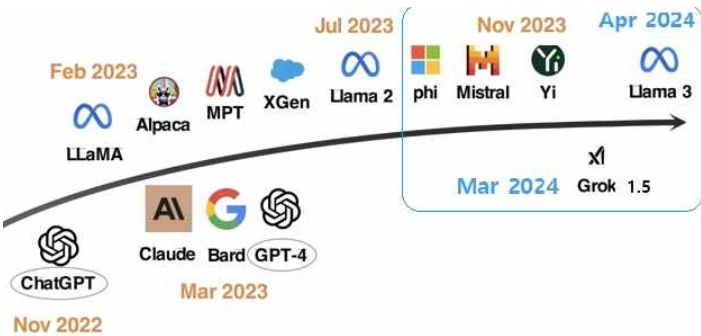 Apr 2024
Jul 2023
Nov 2023
Feb 2023
Alpaca
MPT
XGen
Llama 2
phi
Mistral
Yi
Llama 3
LLaMA
Mar 2024
Grok 1.5
Claude
Bard
GPT-4
ChatGPT
Mar 2023
Nov 2022